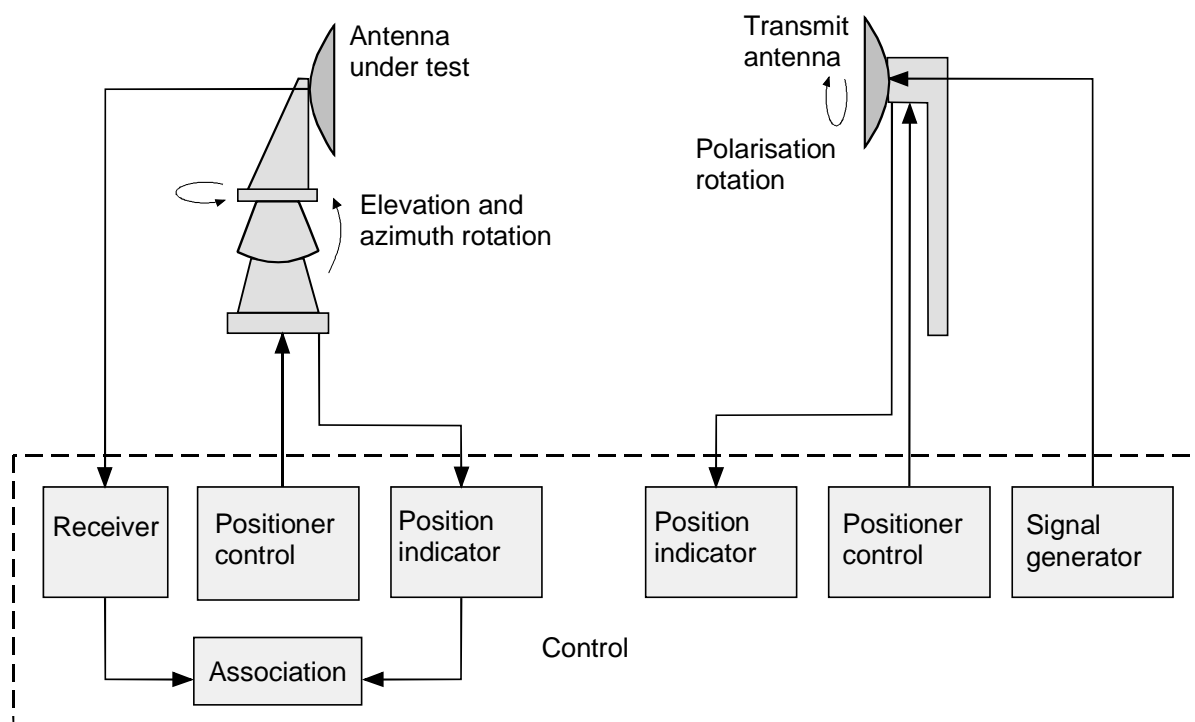 Antenna
under test
Transmit
antenna
Polarisation
rotation
Elevation and
azimuth rotation
Receiver
Positioner
control
Position
indicator
Position
indicator
Positioner
control
Signal
generator
Control
Association